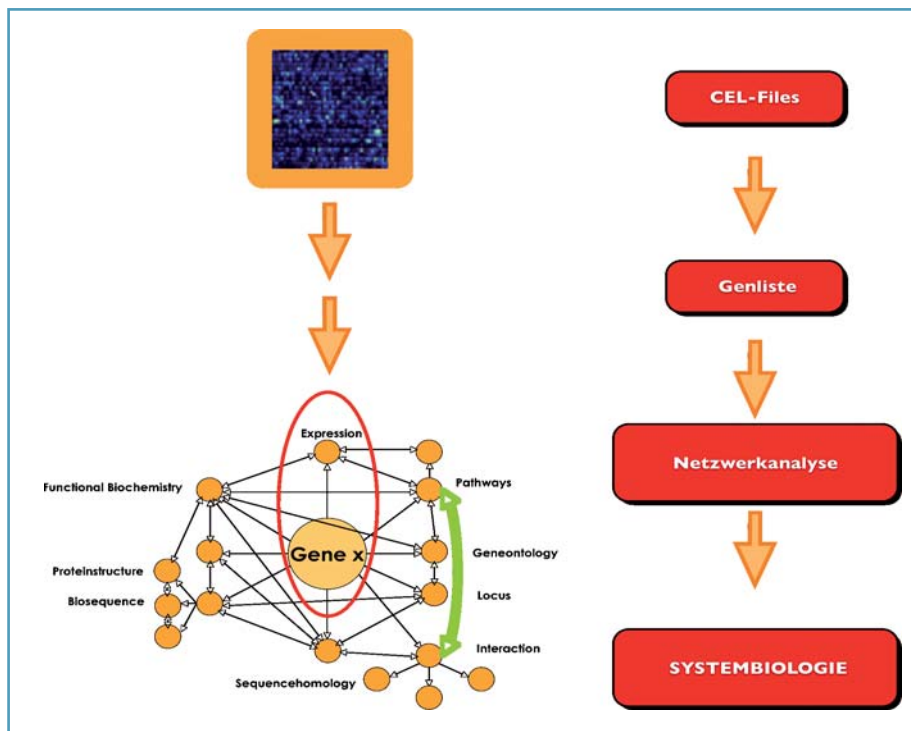 CEL-Files
Genliste
Expression
Functional Biochemistry
Pathways
Netzwerkanalyse
Gene x
Geneontology
Proteinstructure
Biosequence
Locus
Interaction
Sequencehomology
SYSTEMBIOLOGIE